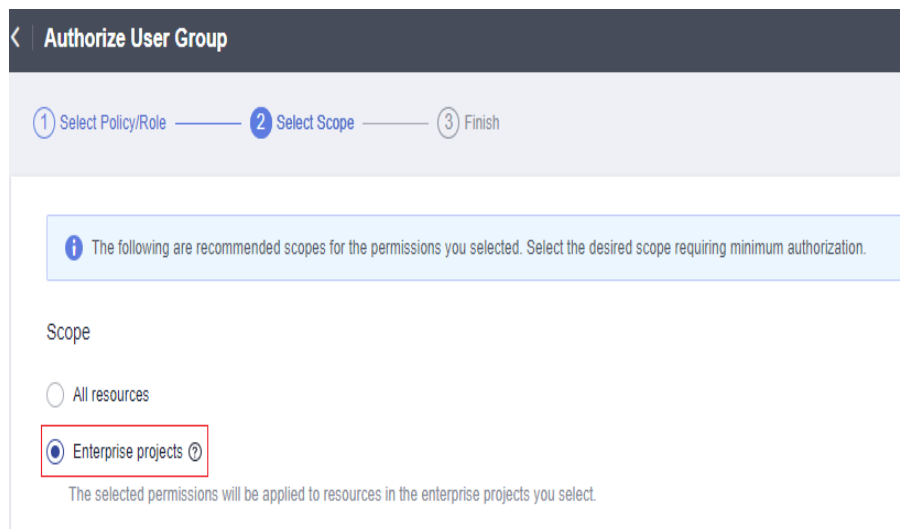 Authorize User Group
1 Select Policy/Role 2 Select Scope 3 Finish
The following are recommended scopes for the permissions you selected. Select the desired scope requiring minimum authorization.
Scope
All resources
Enterprise projects ?
The selected permissions will be applied to resources in the enterprise projects you select.